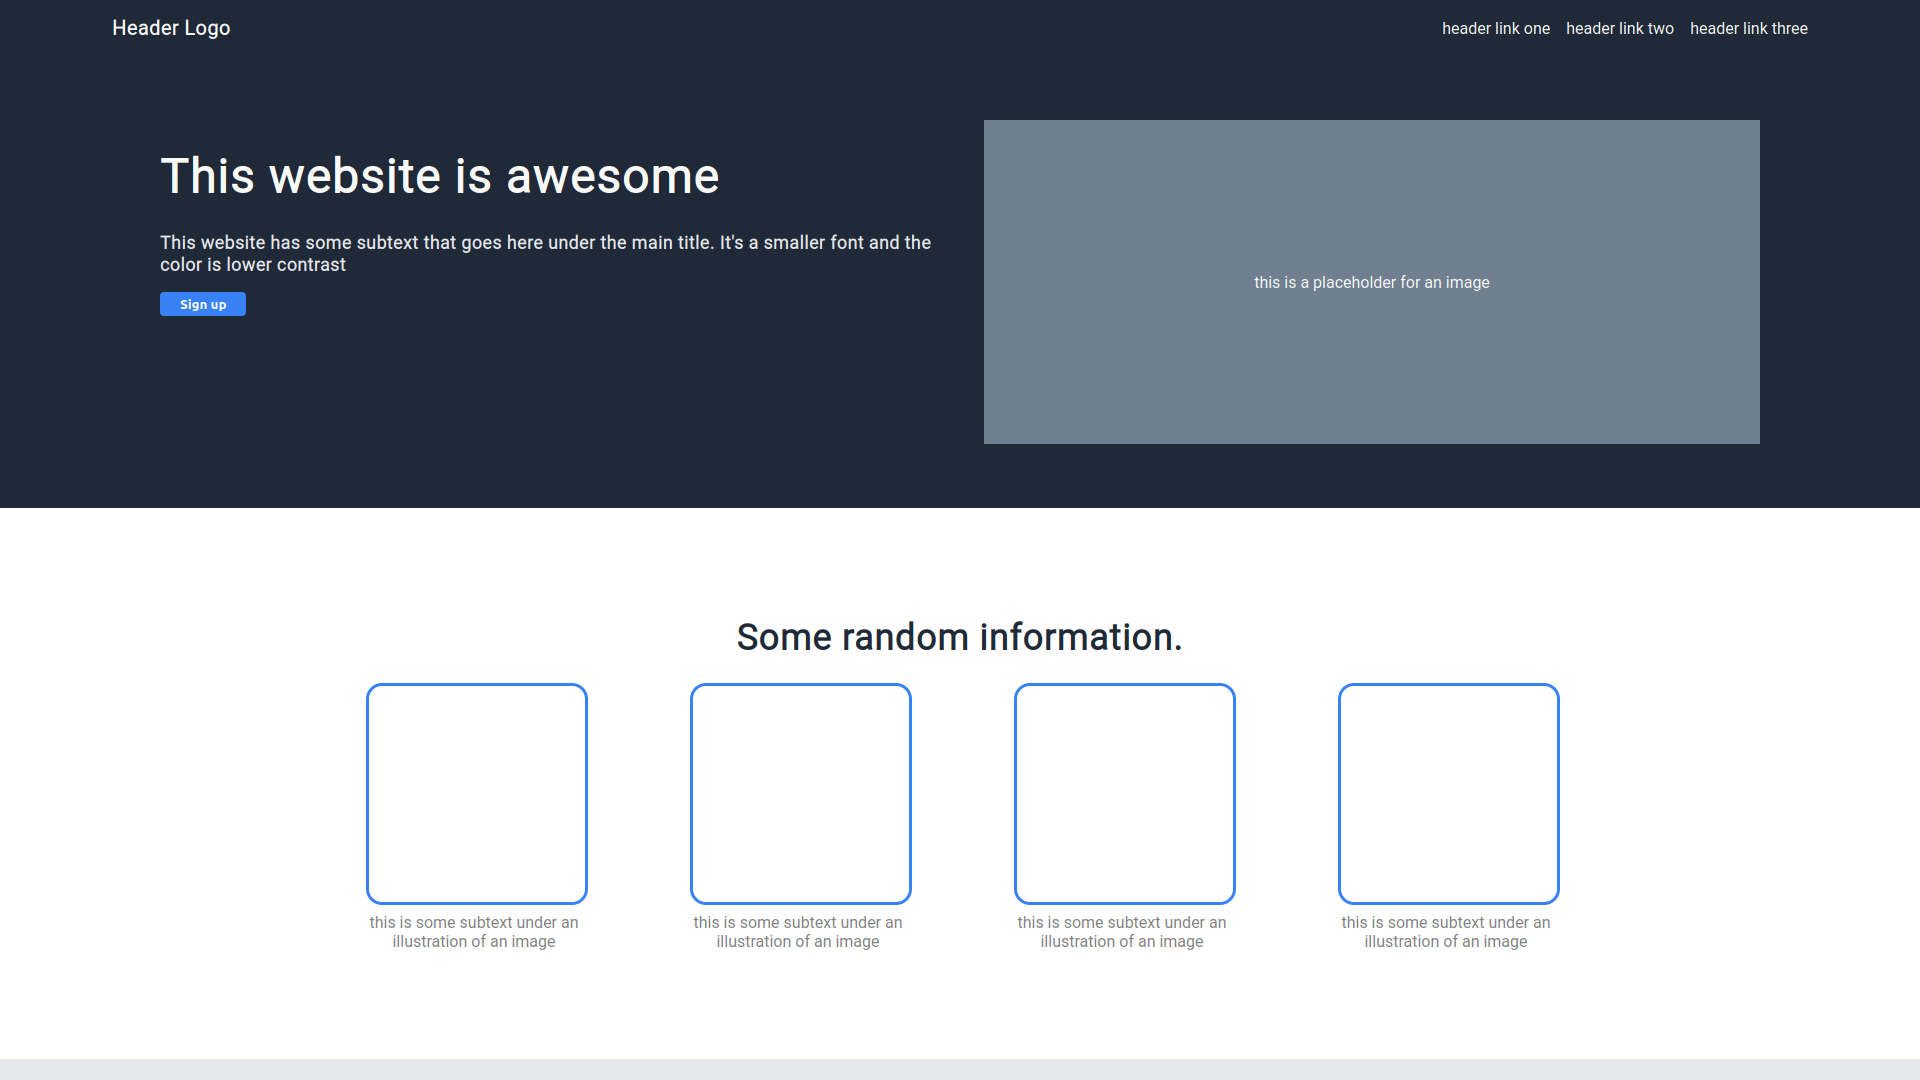 Header Logo
header link one
header link two
header link three
This website is awesome
This website has some subtext that goes here under the main title. It's a smaller font and the
color is lower contrast
Sign up
this is a placeholder for an image
Some random information.
this is some subtext under an
illustration of an image
this is some subtext under an
illustration of an image
this is some subtext under an
illustration of an image
this is some subtext under an
illustration of an image